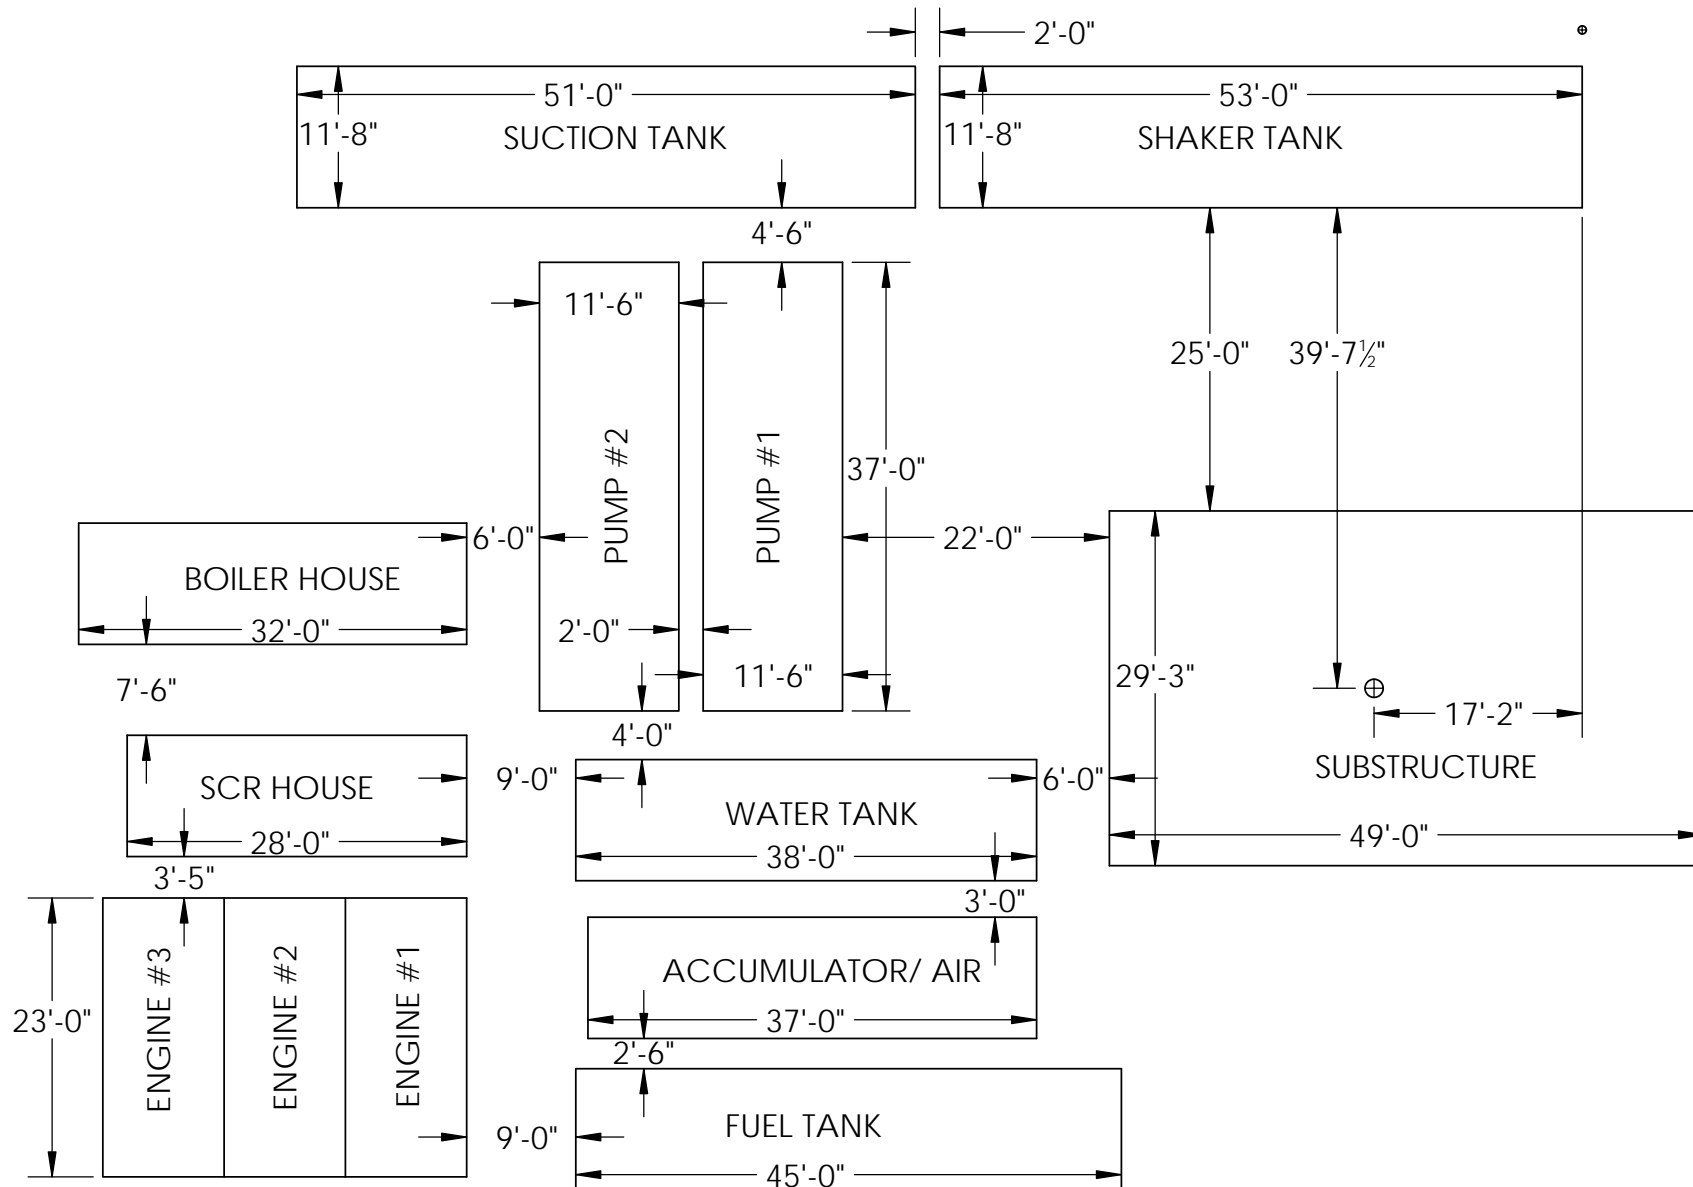 2'-0"
51'-0"
53'-0"
11'-8"
SUCTION TANK
11'-8"
SHAKER TANK
4'-6"
11'-6"
25'-0"
39'-7½"
PUMP #2
PUMP #1
37'-0"
6'-0"
22'-0"
BOILER HOUSE
32'-0"
2'-0"
7'-6"
11'-6"
29'-3"
17'-2"
4'-0"
SCR HOUSE
9'-0"
6'-0"
SUBSTRUCTURE
WATER TANK
28'-0"
38'-0"
49'-0"
3'-5"
3'-0"
ENGINE #3
ENGINE #2
ENGINE #1
ACCUMULATOR/ AIR
23'-0"
37'-0"
2'-6"
9'-0"
FUEL TANK
45'-0"